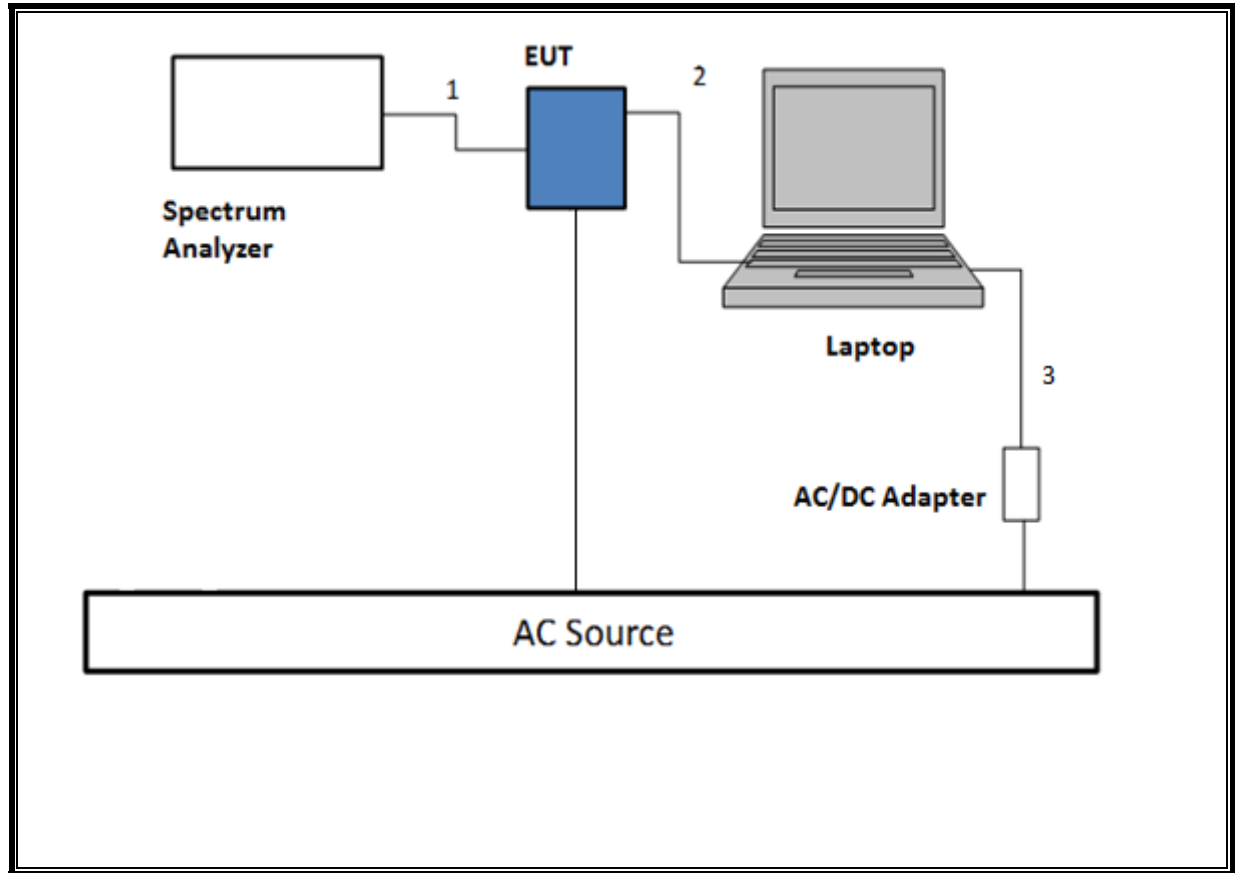 EUT
1
2
Spectrum
Analyzer
Laptop
3
AC/DC Adapter
AC Source